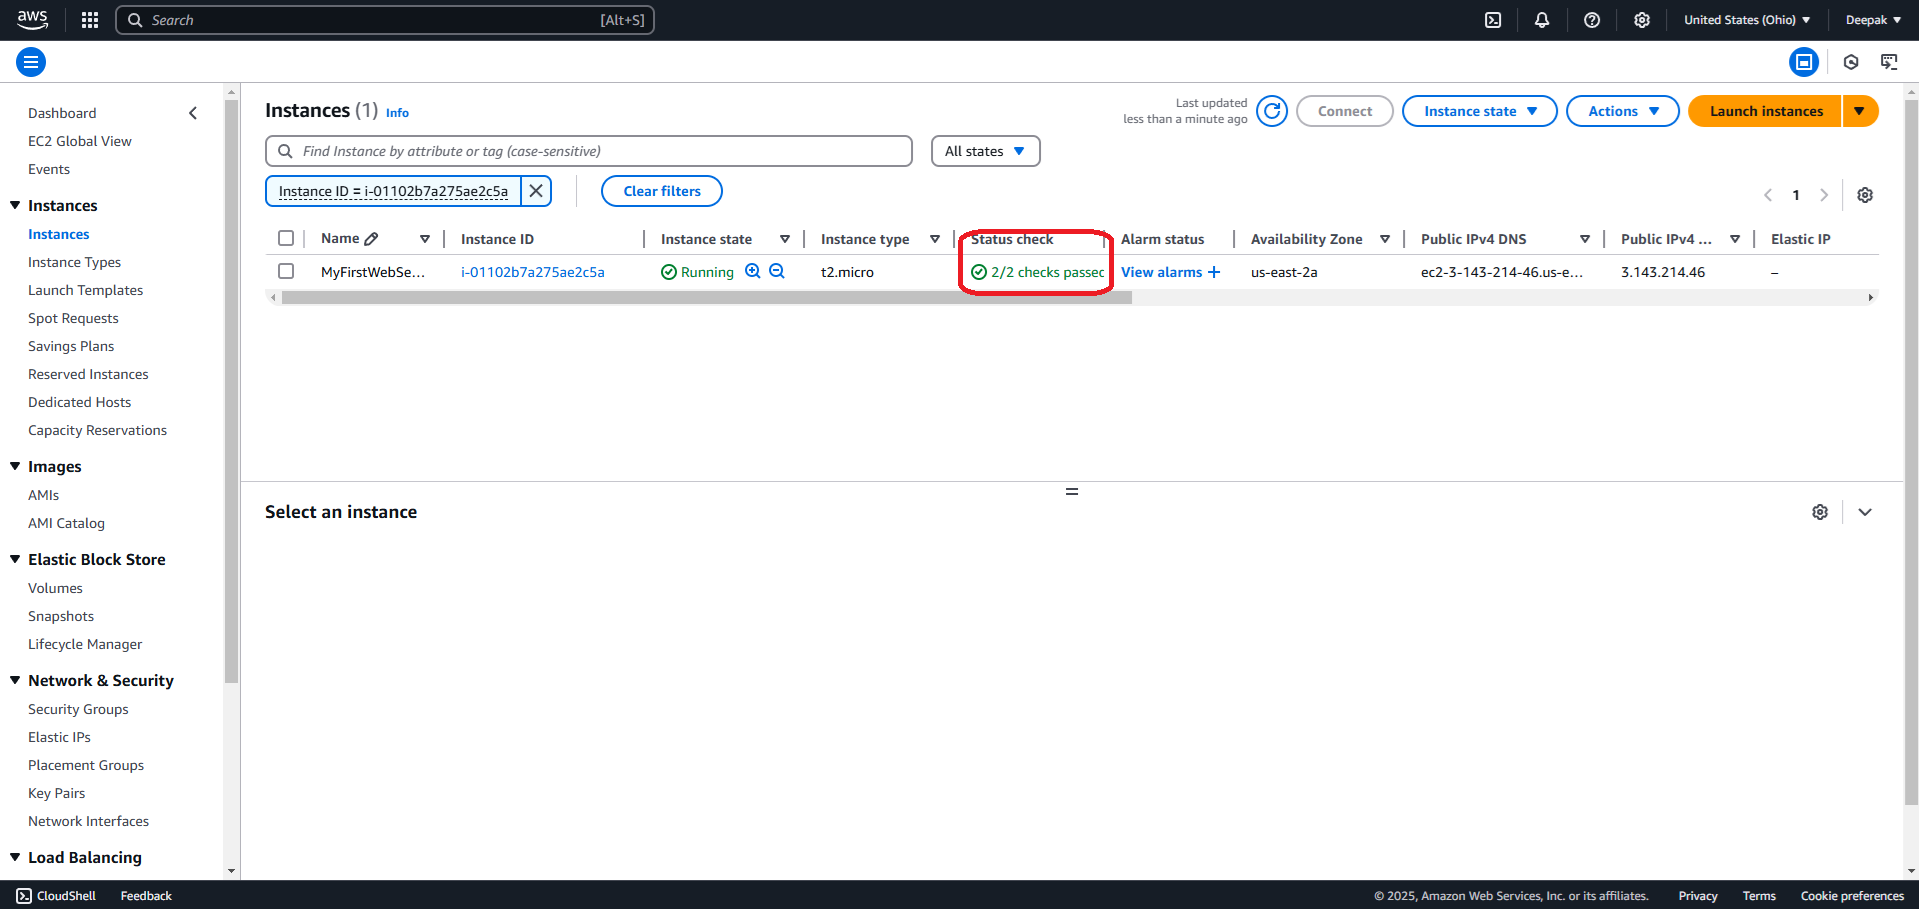 aws
Search [Alt+S]
United States (Ohio)
Deepak
Dashboard
EC2 Global View
Events
Instances
Instances
Instance Types
Launch Templates
Spot Requests
Savings Plans
Reserved Instances
Dedicated Hosts
Capacity Reservations
Images
AMIs
AMI Catalog
Elastic Block Store
Volumes
Snapshots
Lifecycle Manager
Network & Security
Security Groups
Elastic IPs
Placement Groups
Key Pairs
Network Interfaces
Load Balancing
Instances (1) Info
Last updated
less than a minute ago
Connect
Instance state
Actions
Launch instances
Find Instance by attribute or tag (case-sensitive)
All states
Instance ID = i-01102b7a275ae2c5a
Clear filters
1
Name Instance ID Instance state Instance type Status check Alarm status Availability Zone Public IPv4 DNS Public IPv4 ... Elastic IP
MyFirstWebSe... i-01102b7a275ae2c5a Running t2.micro 2/2 checks passed View alarms + us-east-2a ec2-3-143-214-46.us-e... 3.143.214.46 –
Select an instance
CloudShell Feedback © 2025, Amazon Web Services, Inc. or its affiliates. Privacy Terms Cookie preferences